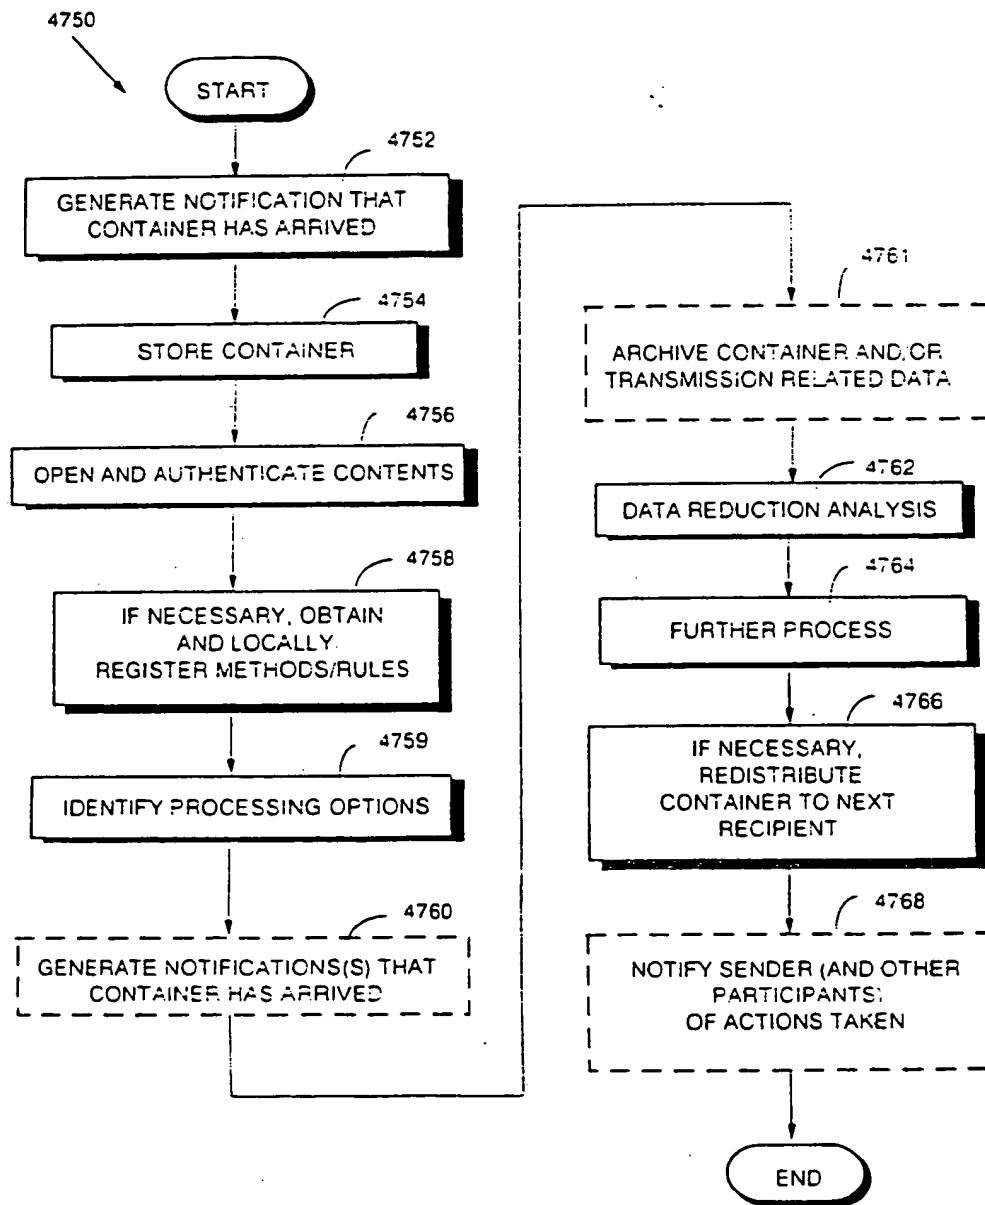 4750
START
4752
GENERATE NOTIFICATION THAT
CONTAINER HAS ARRIVED
4754
STORE CONTAINER
4756
OPEN AND AUTHENTICATE CONTENTS
4758
IF NECESSARY, OBTAIN
AND LOCALLY
REGISTER METHODS/RULES
4759
IDENTIFY PROCESSING OPTIONS
4760
GENERATE NOTIFICATIONS(S) THAT
CONTAINER HAS ARRIVED
4761
ARCHIVE CONTAINER AND/OR
TRANSMISSION RELATED DATA
4762
DATA REDUCTION ANALYSIS
4764
FURTHER PROCESS
4766
IF NECESSARY,
REDISTRIBUTE
CONTAINER TO NEXT
RECIPIENT
4768
NOTIFY SENDER (AND OTHER
PARTICIPANTS)
OF ACTIONS TAKEN
END